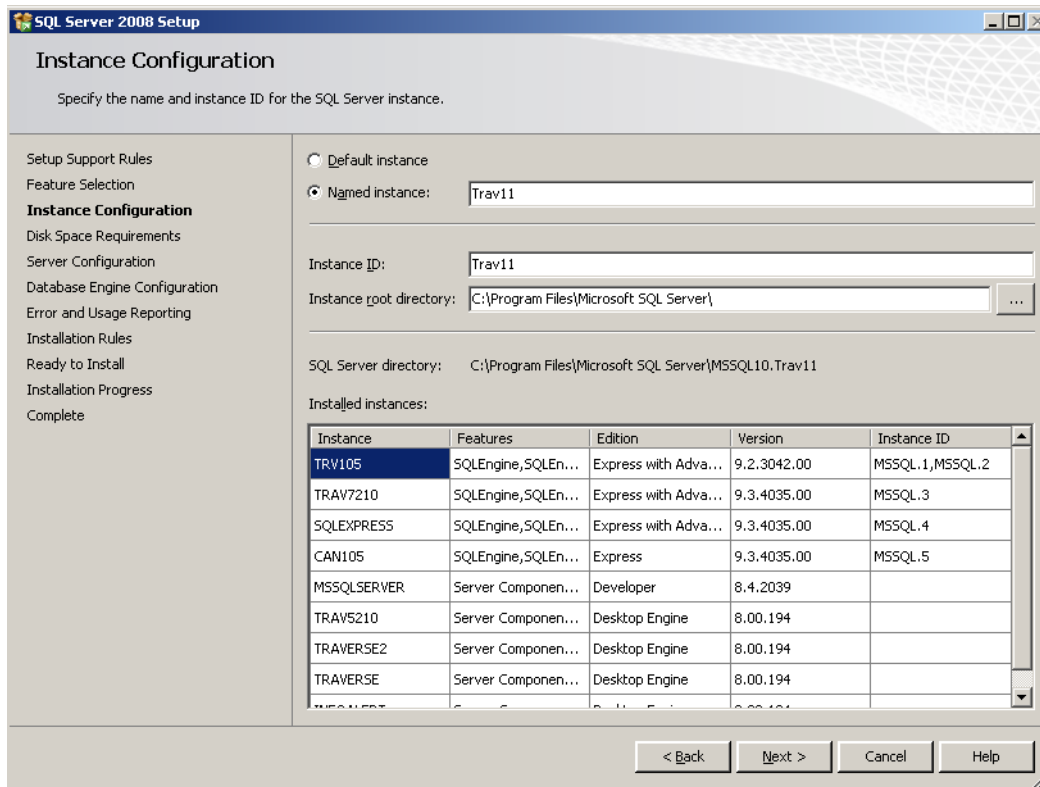 SQL Server 2008 Setup
Instance Configuration
Specify the name and instance ID for the SQL Server instance.
Setup Support Rules
Feature Selection
Instance Configuration
Disk Space Requirements
Server Configuration
Database Engine Configuration
Error and Usage Reporting
Installation Rules
Ready to Install
Installation Progress
Complete
Default instance
Named instance: Trav11
Instance ID: Trav11
Instance root directory: C:\Program Files\Microsoft SQL Server\ ...
SQL Server directory: C:\Program Files\Microsoft SQL Server\MSSQL10.Trav11
Installed instances:
Instance Features Edition Version Instance ID
TRV105 SQLEngine,SQLEn... Express with Adva... 9.2.3042.00 MSSQL.1,MSSQL.2
TRAV7210 SQLEngine,SQLEn... Express with Adva... 9.3.4035.00 MSSQL.3
SQLEXPRESS SQLEngine,SQLEn... Express with Adva... 9.3.4035.00 MSSQL.4
CAN105 SQLEngine,SQLEn... Express 9.3.4035.00 MSSQL.5
MSSQLSERVER Server Componen... Developer 8.4.2039
TRAV5210 Server Componen... Desktop Engine 8.00.194
TRAVERSE2 Server Componen... Desktop Engine 8.00.194
TRAVERSE Server Componen... Desktop Engine 8.00.194
< Back Next > Cancel Help